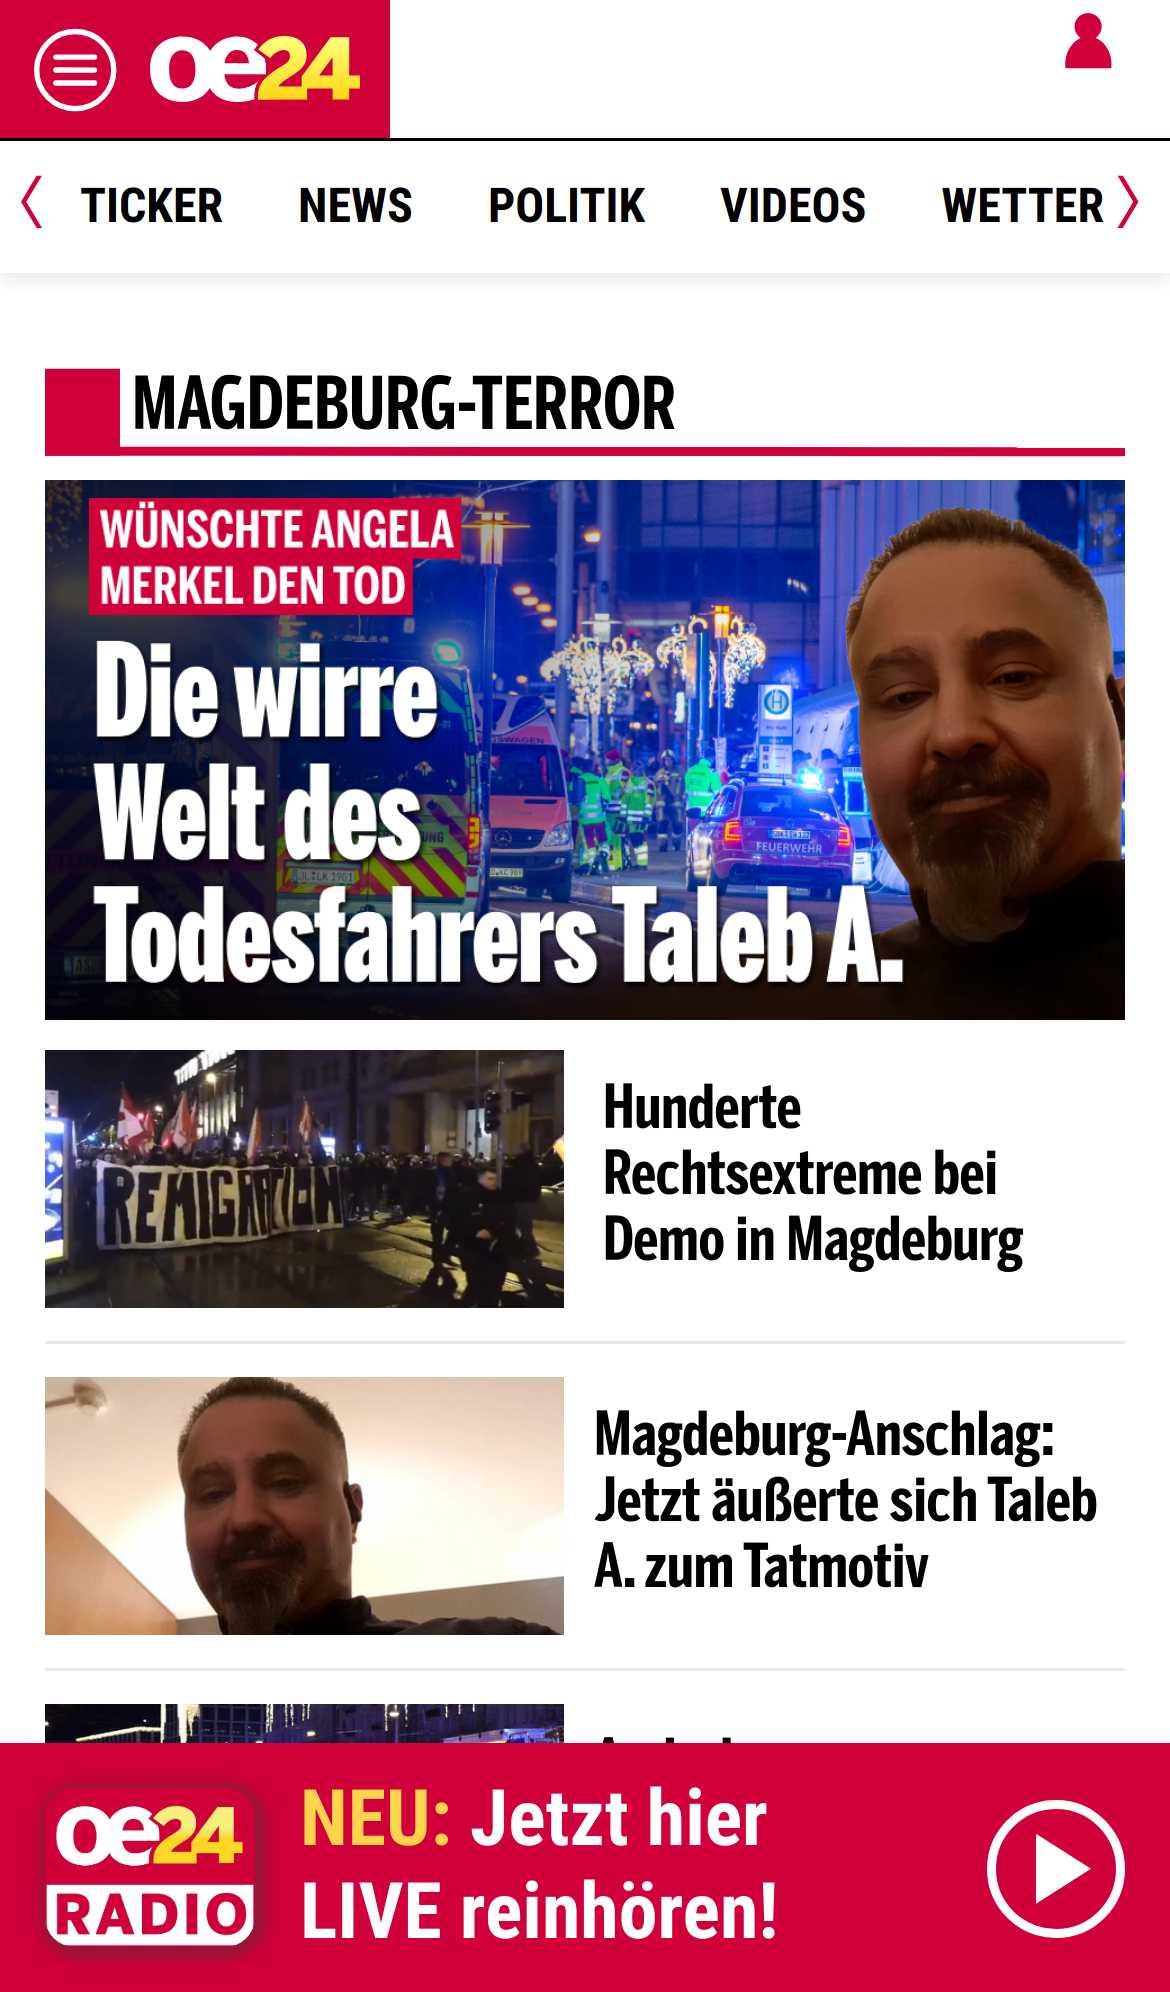 oe24
TICKER NEWS POLITIK VIDEOS WETTER
MAGDEBURG-TERROR
WÜNSCHTE ANGELA
MERKEL DEN TOD
Die wirre
Welt des
Todesfahrers Taleb A.
FEUERWEHR
REMIGRATION
Hunderte
Rechtsextreme bei
Demo in Magdeburg
Magdeburg-Anschlag:
Jetzt äußerte sich Taleb
A. zum Tatmotiv
oe24
RADIO
NEU: Jetzt hier
LIVE reinhören!